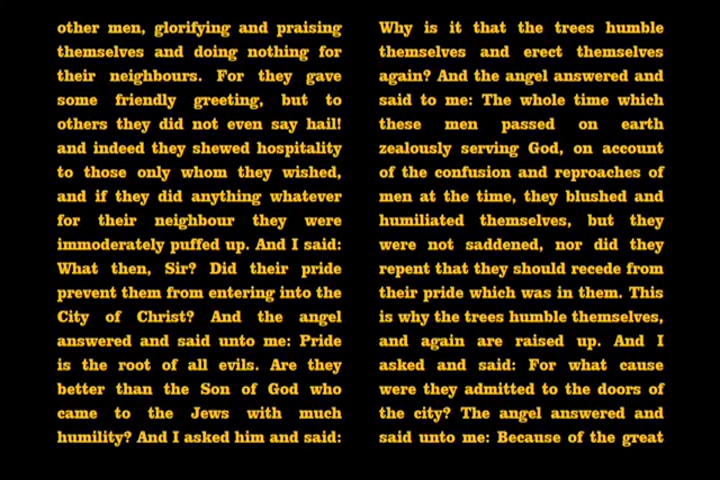 other men, glorifying and praising
themselves and doing nothing for
their neighbours. For they gave
some friendly greeting, but to
others they did not even say hail!
and indeed they shewed hospitality
to those only whom they wished,
and if they did anything whatever
for their neighbour they were
immoderately puffed up. And I said:
What then, Sir? Did their pride
prevent them from entering into the
City of Christ? And the angel
answered and said unto me: Pride
is the root of all evils. Are they
better than the Son of God who
came to the Jews with much
humility? And I asked him and said:
Why is it that the trees humble
themselves and erect themselves
again? And the angel answered and
said to me: The whole time which
these men passed on earth
zealously serving God, on account
of the confusion and reproaches of
men at the time, they blushed and
humiliated themselves, but they
were not saddened, nor did they
repent that they should recede from
their pride which was in them. This
is why the trees humble themselves,
and again are raised up. And I
asked and said: For what cause
were they admitted to the doors of
the city? The angel answered and
said unto me: Because of the great